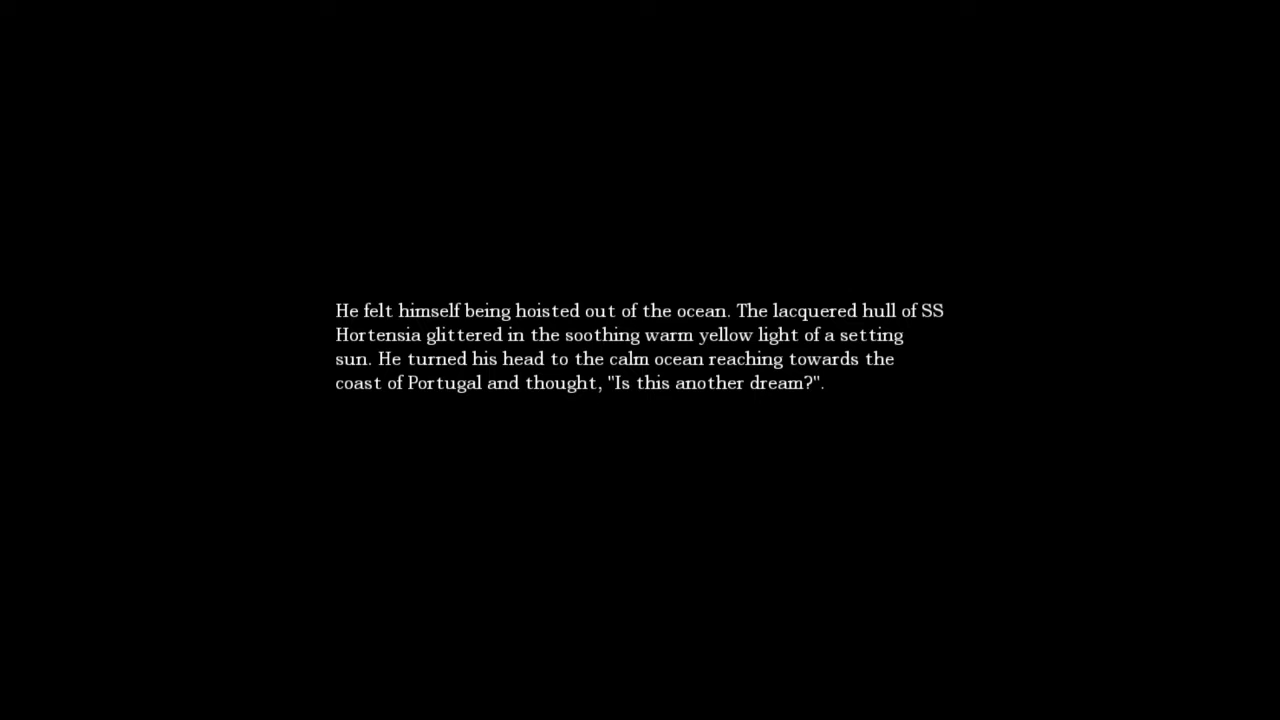 He felt himself being hoisted out of the ocean. The lacquered hull of SS
Hortensia glittered in the soothing warm yellow light of a setting
sun. He turned his head to the calm ocean reaching towards the
coast of Portugal and thought, "Is this another dream?".